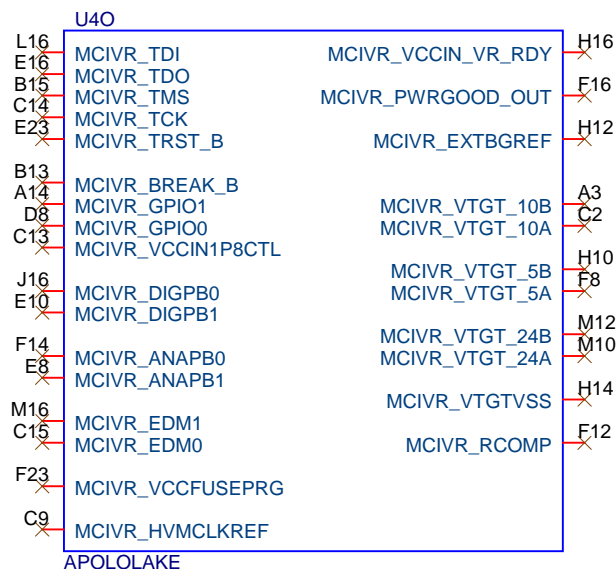 U4O
L16 MCIVR_TDI MCIVR_VCCIN_VR_RDY H16
E16 MCIVR_TDO
B15 MCIVR_TMS MCIVR_PWRGOOD_OUT F16
C14 MCIVR_TCK
E23 MCIVR_TRST_B MCIVR_EXTBGREF H12
B13 MCIVR_BREAK_B
A14 MCIVR_GPIO1 MCIVR_VTGT_10B A3
D8 MCIVR_GPIO0 MCIVR_VTGT_10A C2
C13 MCIVR_VCCIN1P8CTL
MCIVR_VTGT_5B H10
J16 MCIVR_DIGPB0 MCIVR_VTGT_5A F8
E10 MCIVR_DIGPB1
MCIVR_VTGT_24B M12
F14 MCIVR_ANAPB0 MCIVR_VTGT_24A M10
E8 MCIVR_ANAPB1
MCIVR_VTGTVSS H14
M16 MCIVR_EDM1
C15 MCIVR_EDM0 MCIVR_RCOMP F12
F23 MCIVR_VCCFUSEPRG
C9 MCIVR_HVMCLKREF
APOLOLAKE